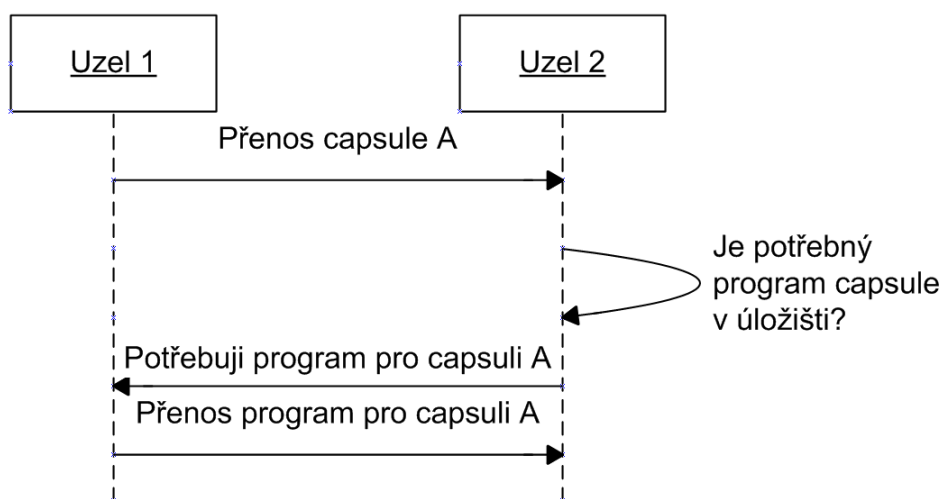 Uzel 1
Uzel 2
Přenos capsule A
Je potřebný
program capsule
v úložišti?
Potřebuji program pro capsuli A
Přenos program pro capsuli A